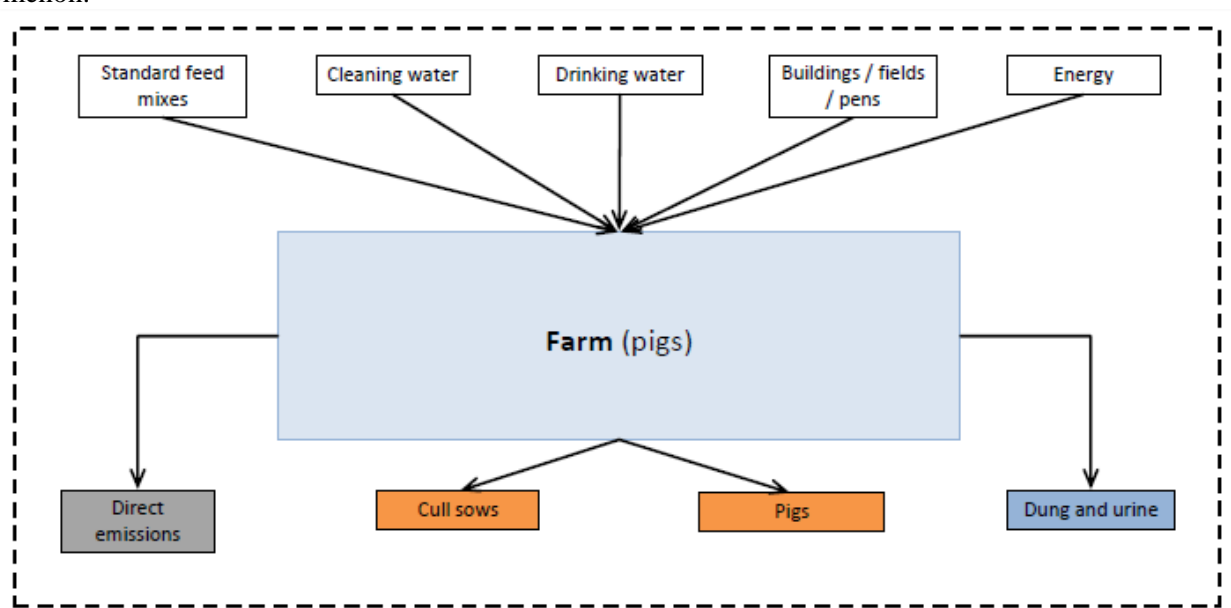 Standard feed
mixes
Cleaning water
Drinking water
Buildings / fields
/ pens
Energy
Farm (pigs)
Direct
emissions
Cull sows
Pigs
Dung and urine